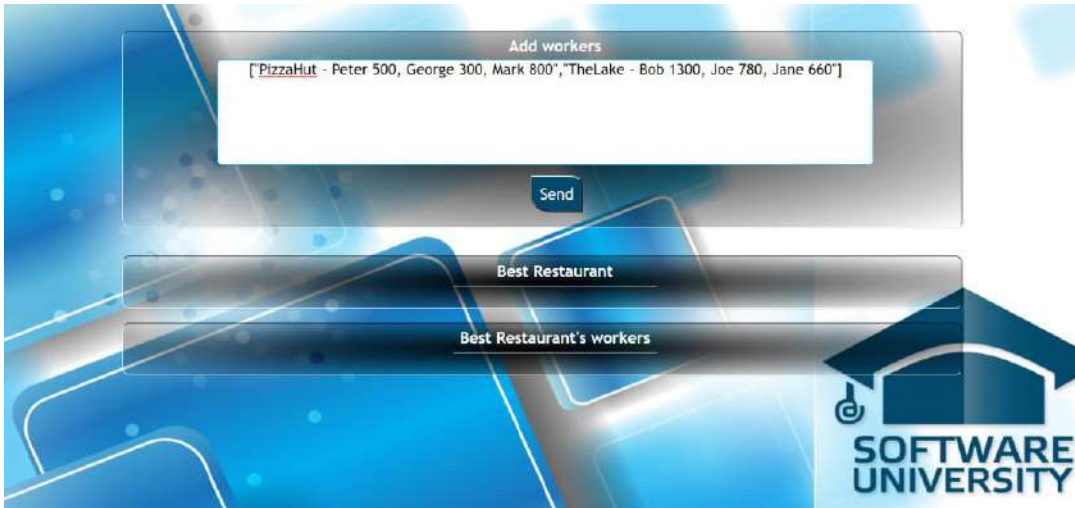 Add workers
["PizzaHut - Peter 500, George 300, Mark 800","TheLake - Bob 1300, Joe 780, Jane 660"]
Send
Best Restaurant
Best Restaurant's workers
SOFTWARE
UNIVERSITY